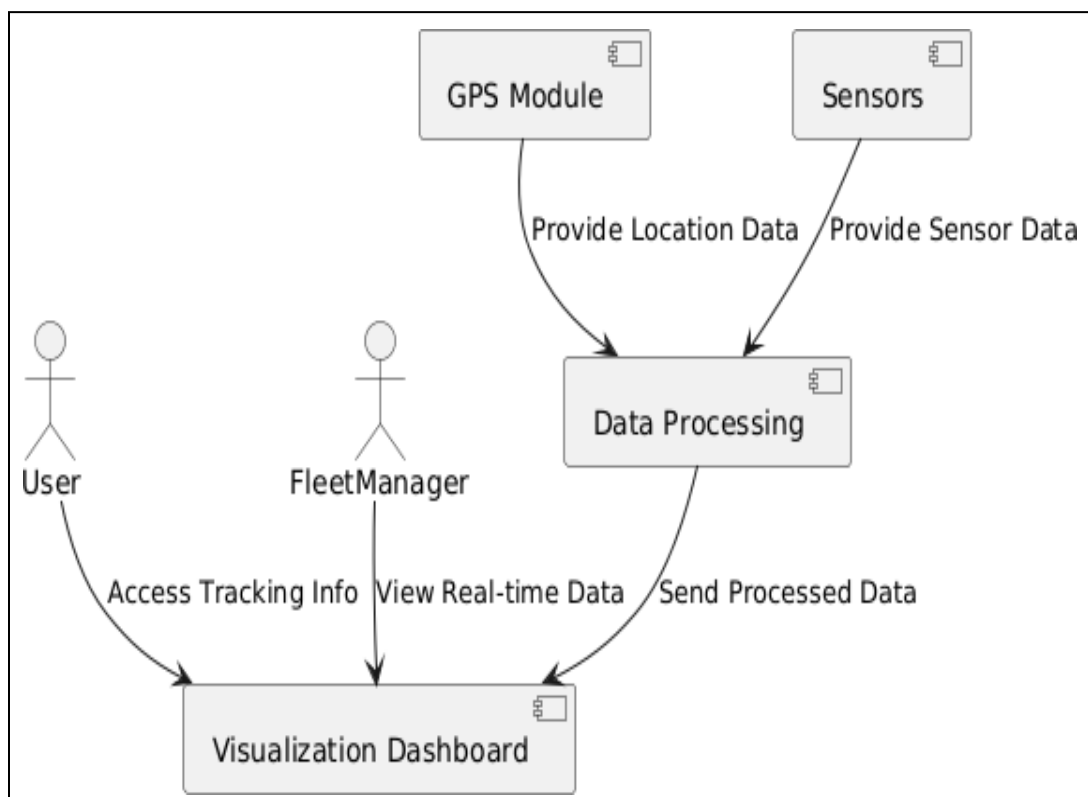 GPS Module
Sensors
Provide Location Data
Provide Sensor Data
Data Processing
User
FleetManager
Access Tracking Info
View Real-time Data
Send Processed Data
Visualization Dashboard